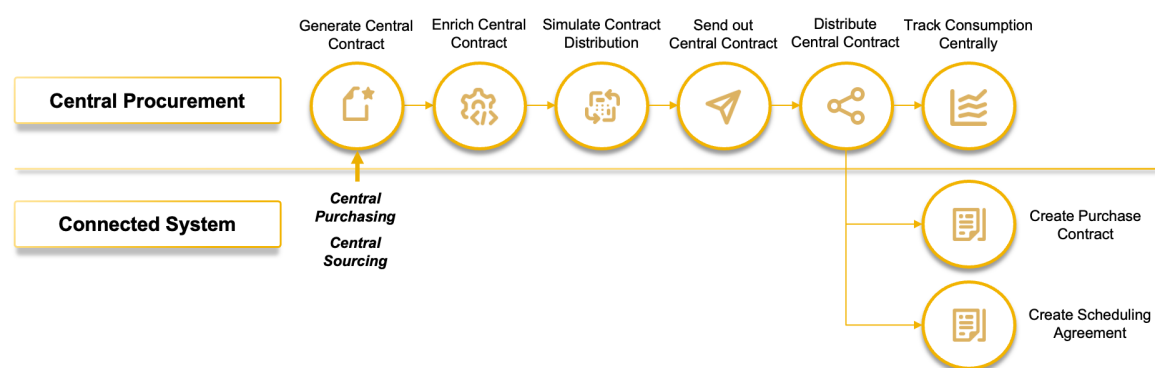 Generate Central
Contract
Enrich Central
Contract
Simulate Contract
Distribution
Send out
Central Contract
Distribute
Central Contract
Track Consumption
Centrally
Central Procurement
Connected System
Central
Purchasing
Central
Sourcing
Create Purchase
Contract
Create Scheduling
Agreement